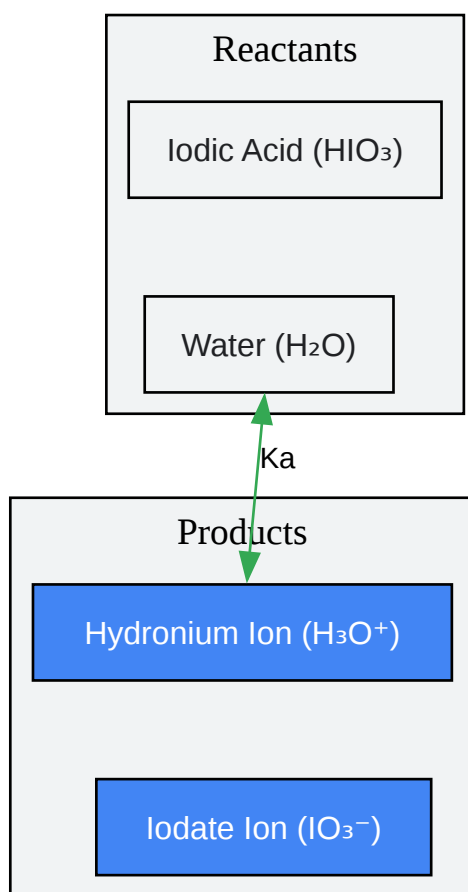 Reactants
Iodic Acid (HIO₃)
Water (H₂O)
Ka
Products
Hydronium Ion (H₃O⁺)
Iodate Ion (IO₃⁻)